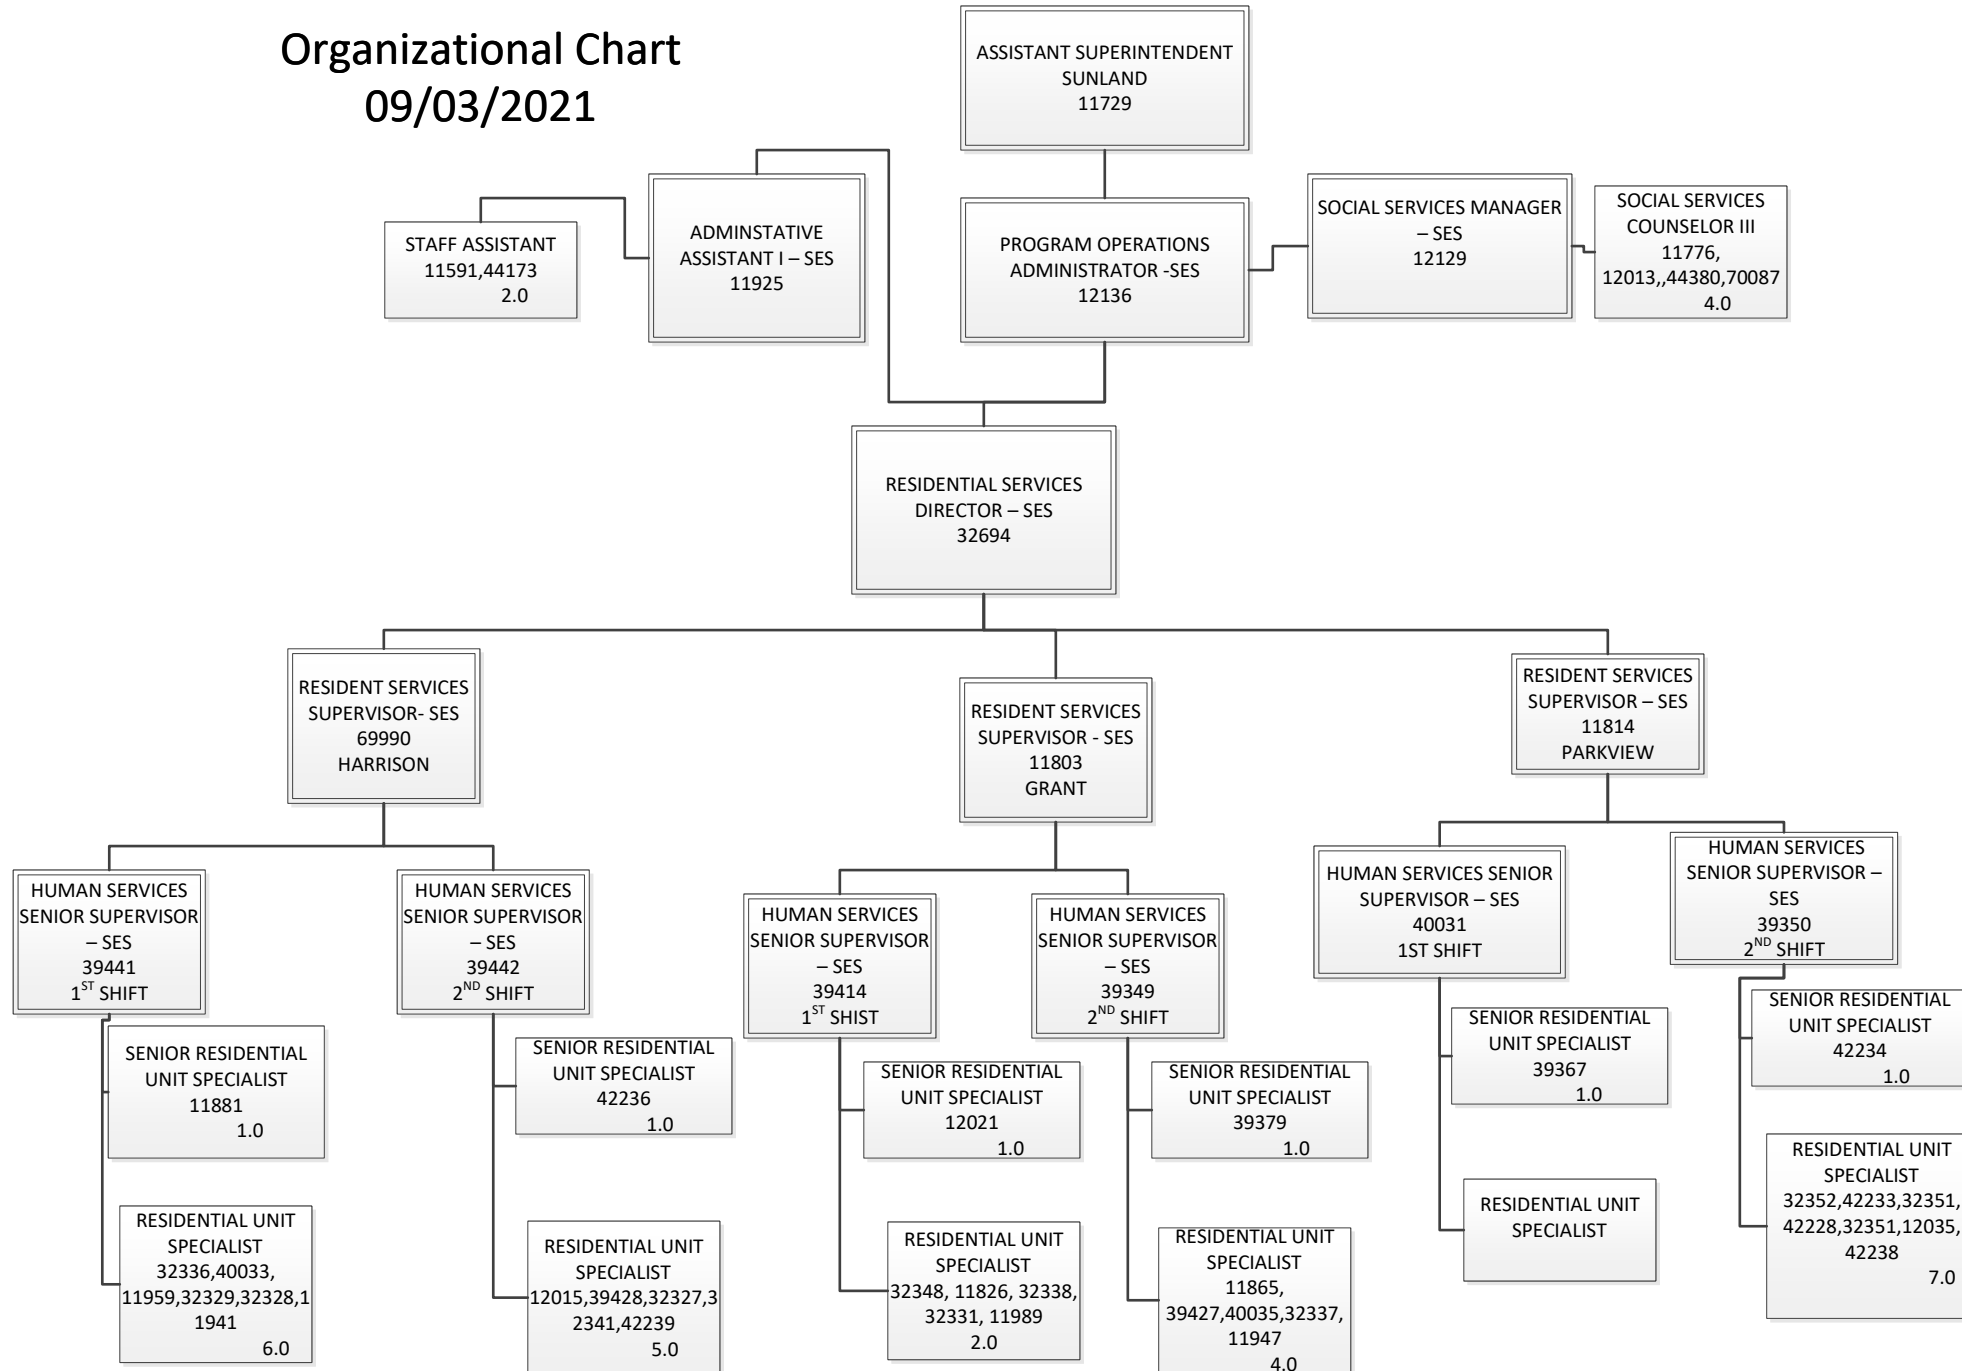 Organizational Chart
09/03/2021
ASSISTANT SUPERINTENDENT
SUNLAND
11729
STAFF ASSISTANT
11591,44173
2.0
ADMINSTATIVE
ASSISTANT I – SES
11925
PROGRAM OPERATIONS
ADMINISTRATOR -SES
12136
SOCIAL SERVICES MANAGER
– SES
12129
SOCIAL SERVICES
COUNSELOR III
11776,
12013,,44380,70087
4.0
RESIDENTIAL SERVICES
DIRECTOR – SES
32694
RESIDENT SERVICES
SUPERVISOR- SES
69990
HARRISON
RESIDENT SERVICES
SUPERVISOR - SES
11803
GRANT
RESIDENT SERVICES
SUPERVISOR – SES
11814
PARKVIEW
HUMAN SERVICES
SENIOR SUPERVISOR
– SES
39441
1ST SHIFT
HUMAN SERVICES
SENIOR SUPERVISOR
– SES
39442
2ND SHIFT
HUMAN SERVICES
SENIOR SUPERVISOR
– SES
39414
1ST SHIST
HUMAN SERVICES
SENIOR SUPERVISOR
– SES
39349
2ND SHIFT
HUMAN SERVICES SENIOR
SUPERVISOR – SES
40031
1ST SHIFT
HUMAN SERVICES
SENIOR SUPERVISOR –
SES
39350
2ND SHIFT
SENIOR RESIDENTIAL
UNIT SPECIALIST
11881
1.0
SENIOR RESIDENTIAL
UNIT SPECIALIST
42236
1.0
SENIOR RESIDENTIAL
UNIT SPECIALIST
12021
1.0
SENIOR RESIDENTIAL
UNIT SPECIALIST
39379
1.0
SENIOR RESIDENTIAL
UNIT SPECIALIST
39367
1.0
SENIOR RESIDENTIAL
UNIT SPECIALIST
42234
1.0
RESIDENTIAL UNIT
SPECIALIST
32336,40033,
11959,32329,32328,1
1941
6.0
RESIDENTIAL UNIT
SPECIALIST
12015,39428,32327,3
2341,42239
5.0
RESIDENTIAL UNIT
SPECIALIST
32348, 11826, 32338,
32331, 11989
2.0
RESIDENTIAL UNIT
SPECIALIST
11865,
39427,40035,32337,
11947
4.0
RESIDENTIAL UNIT
SPECIALIST
RESIDENTIAL UNIT
SPECIALIST
32352,42233,32351,
42228,32351,12035,
42238
7.0